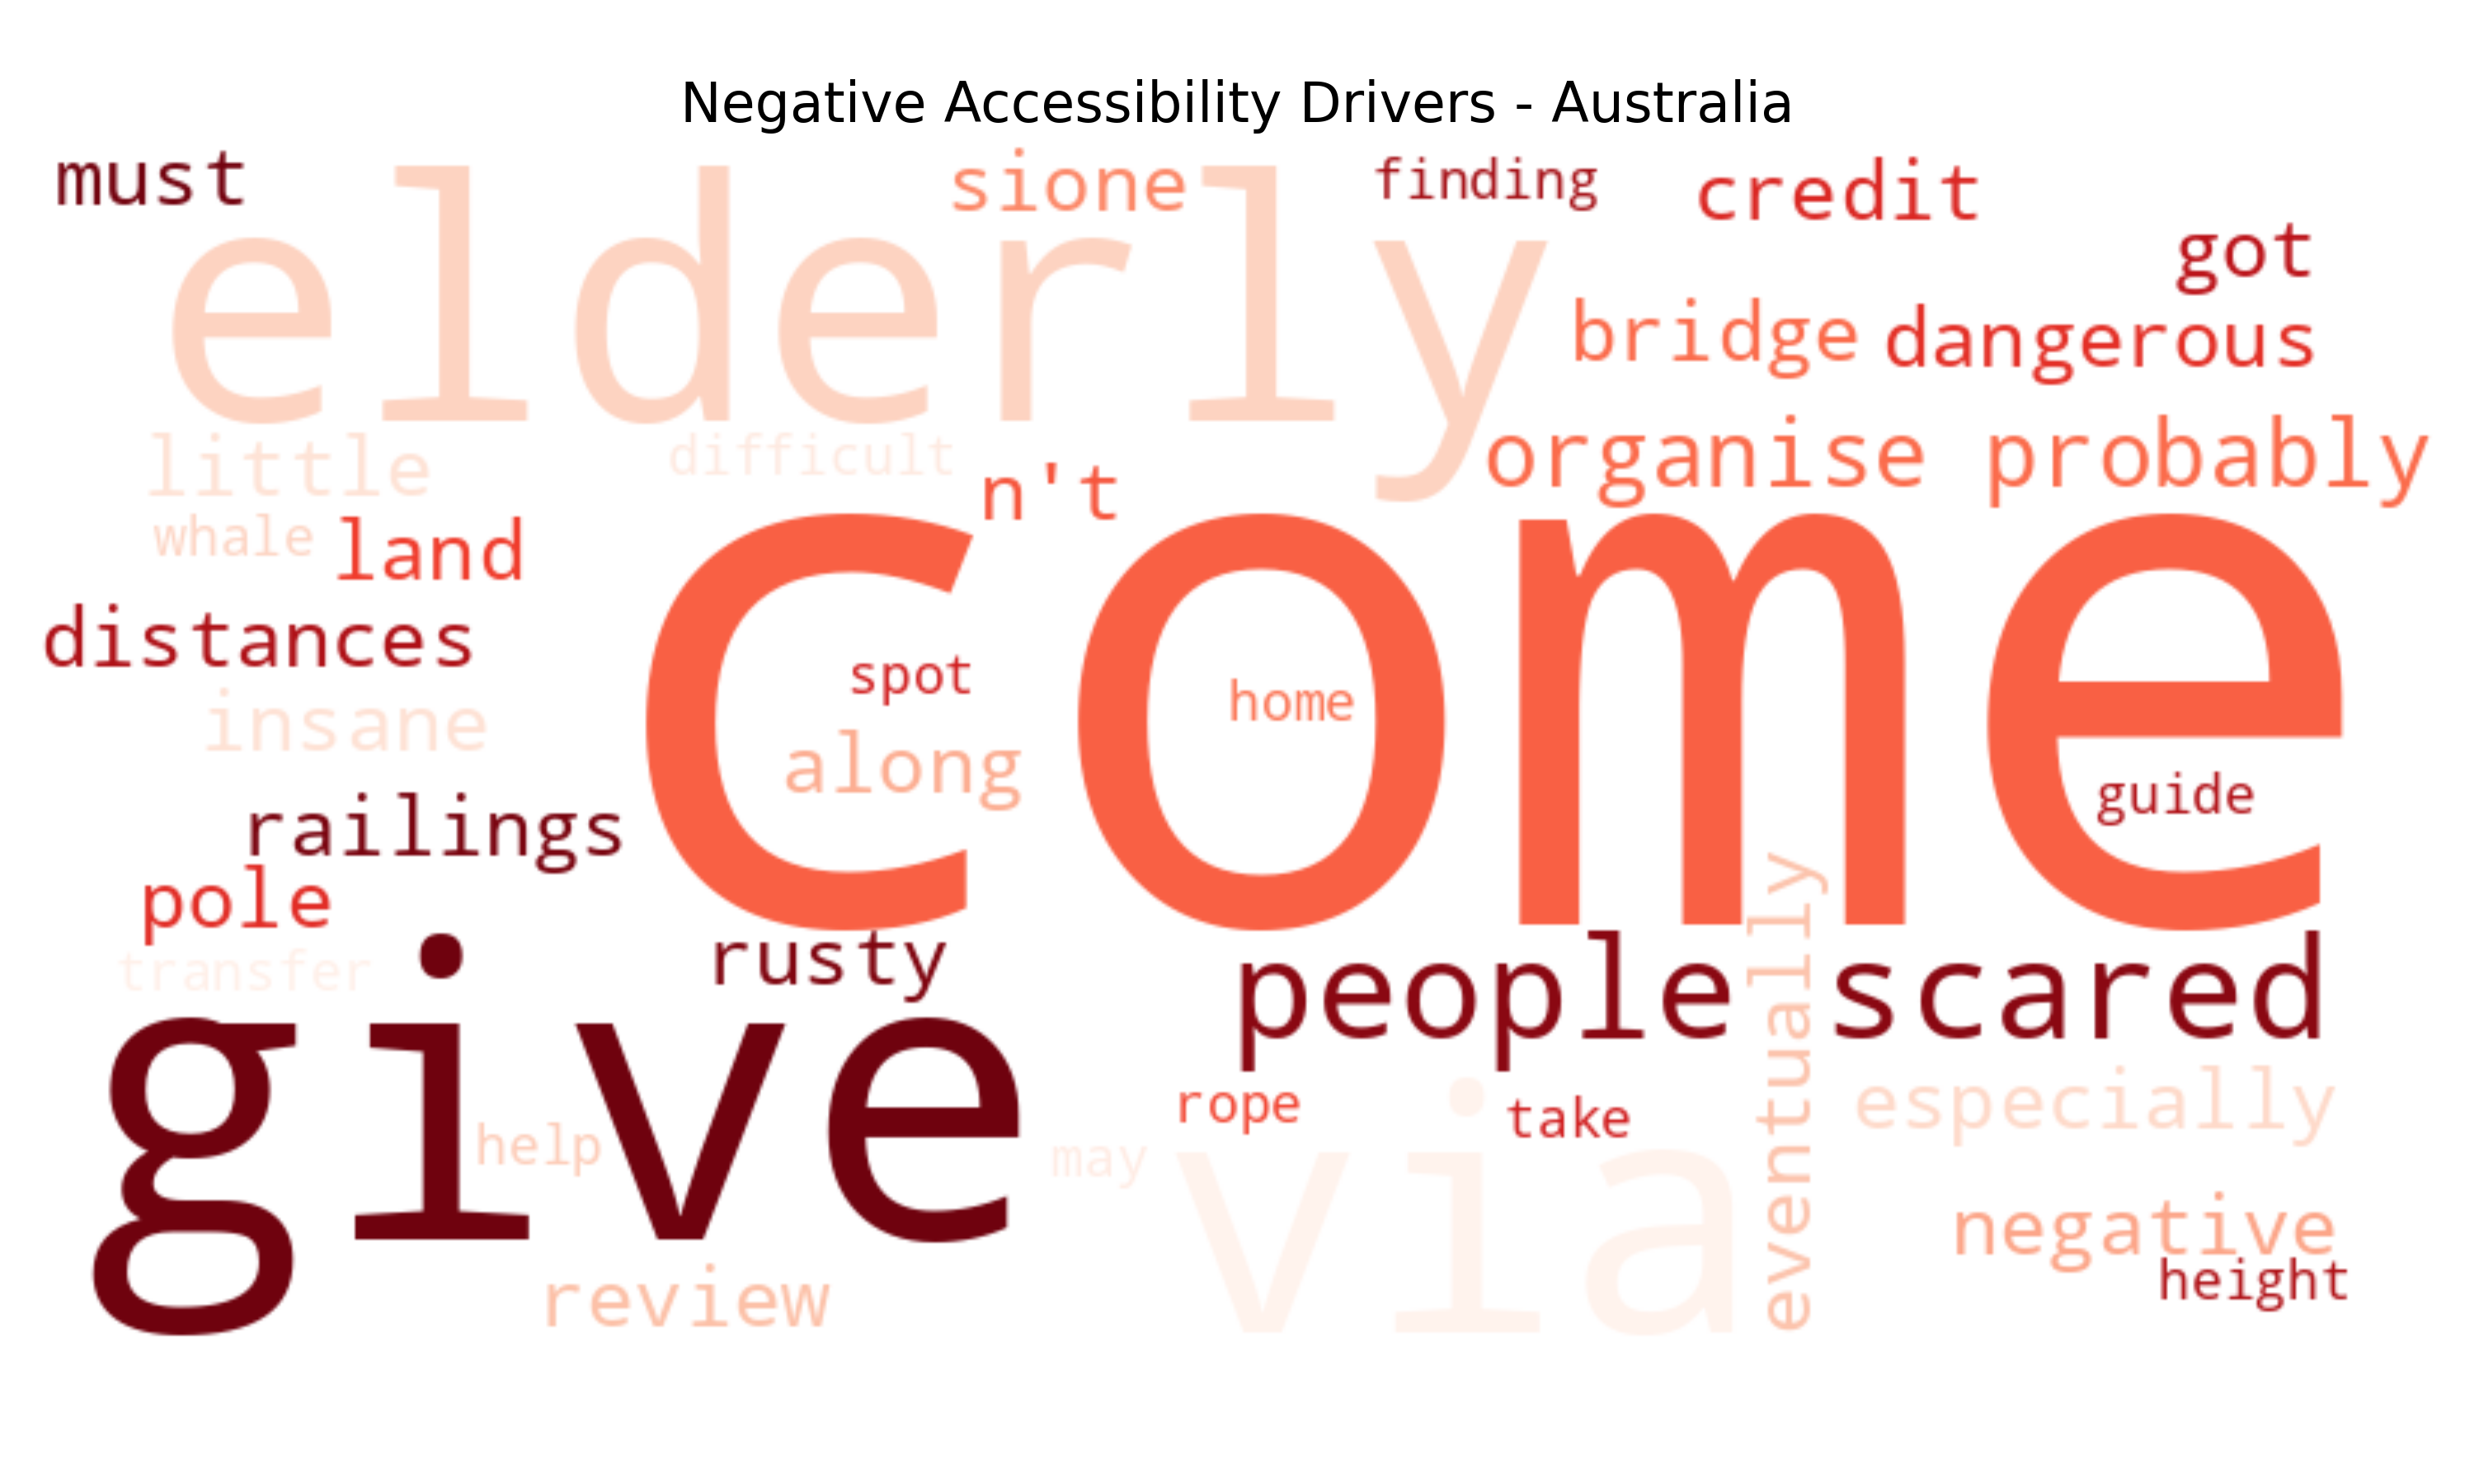 Negative Accessibility Drivers - Australia
must
sione
finding
credit
elderly
got
bridge
dangerous
little
difficult
n't
organise
probably
whale
land
come
distances
spot
home
insane
along
guide
railings
pole
rusty
eventually
transfer
people
scared
give
help
may
rope
take
via
especially
negative
height
review